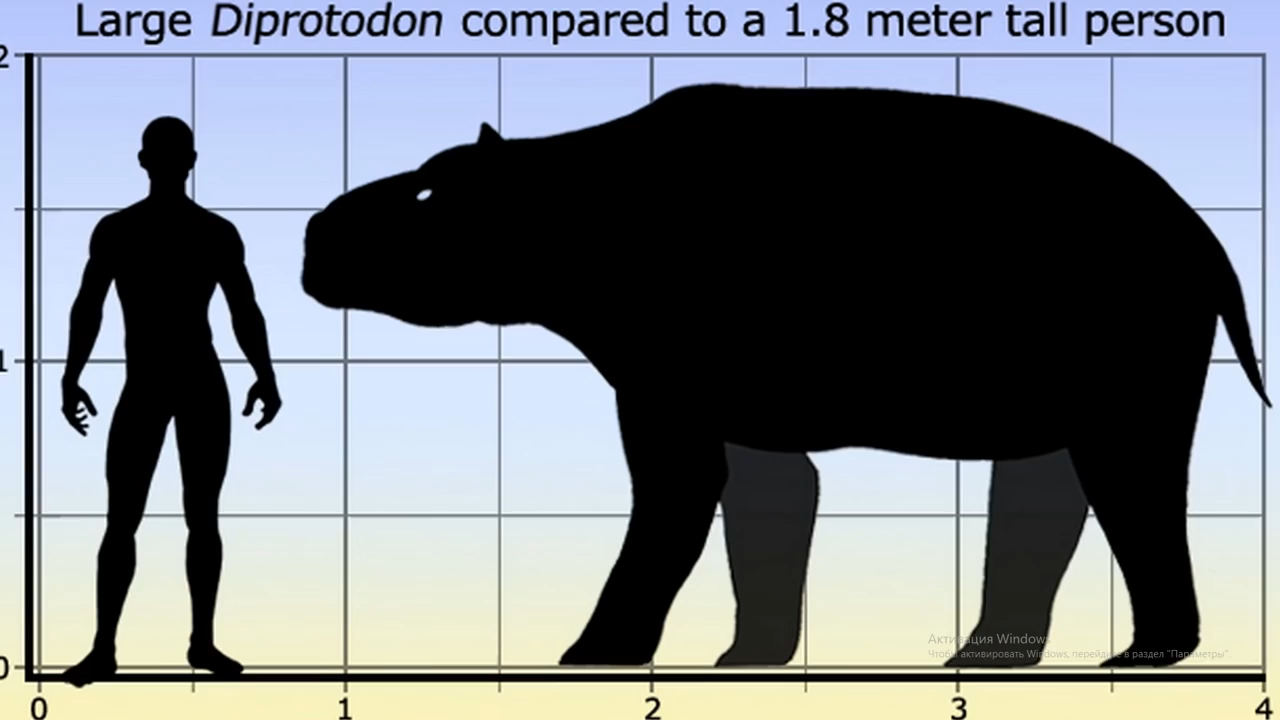 Large Diprotodon compared to a 1.8 meter tall person
2
1
0
0 1 2 3 4
Активация Windows
Чтобы активировать Windows, перейдите в раздел "Параметры".